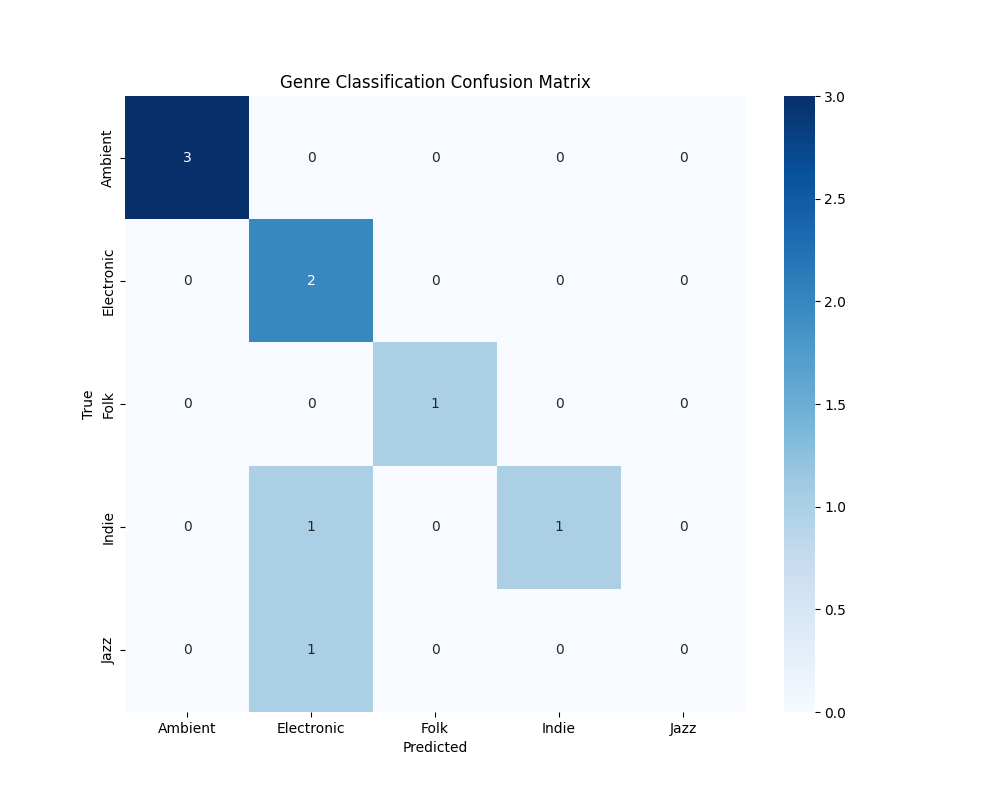 Genre Classification Confusion Matrix
Ambient
3 0 0 0 0
Electronic
0 2 0 0 0
Folk
0 0 1 0 0
Indie
0 1 0 1 0
Jazz
0 1 0 0 0
True
Ambient Electronic Folk Indie Jazz
Predicted
3.0
2.5
2.0
1.5
1.0
0.5
0.0